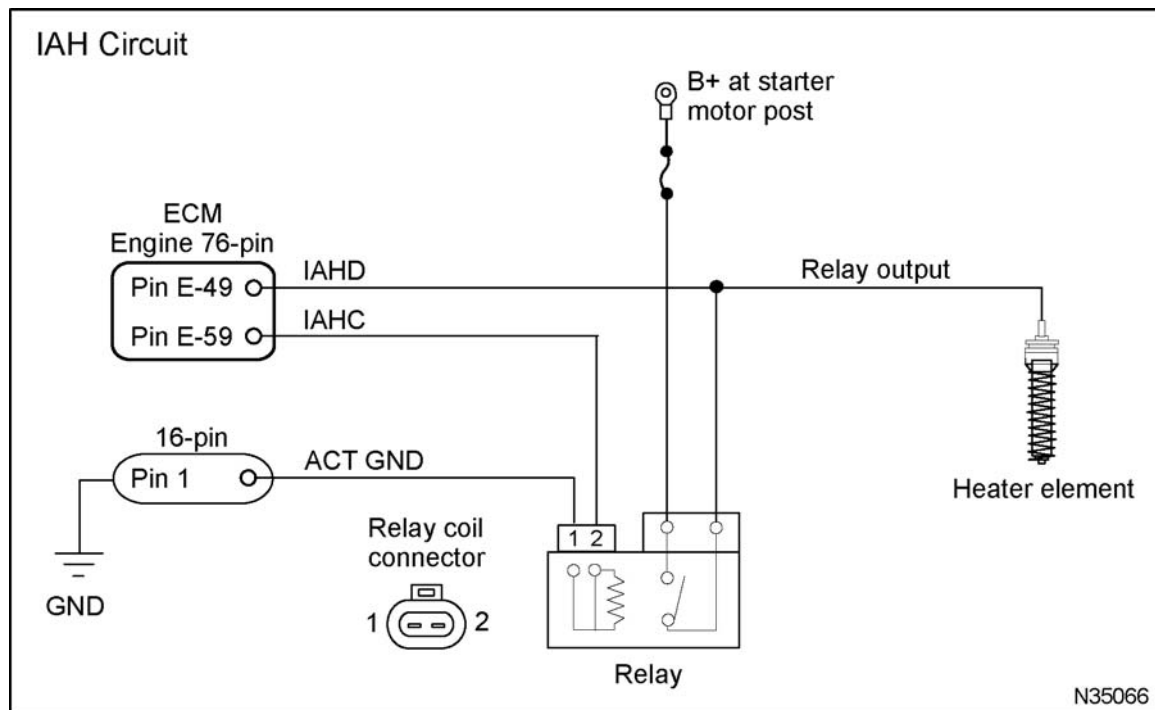 IAH Circuit
B+ at starter
motor post
ECM
Engine 76-pin
Pin E-49
IAHD
Relay output
Pin E-59
IAHC
16-pin
Pin 1
ACT GND
Heater element
GND
Relay coil
connector
1 2
1
2
Relay
N35066